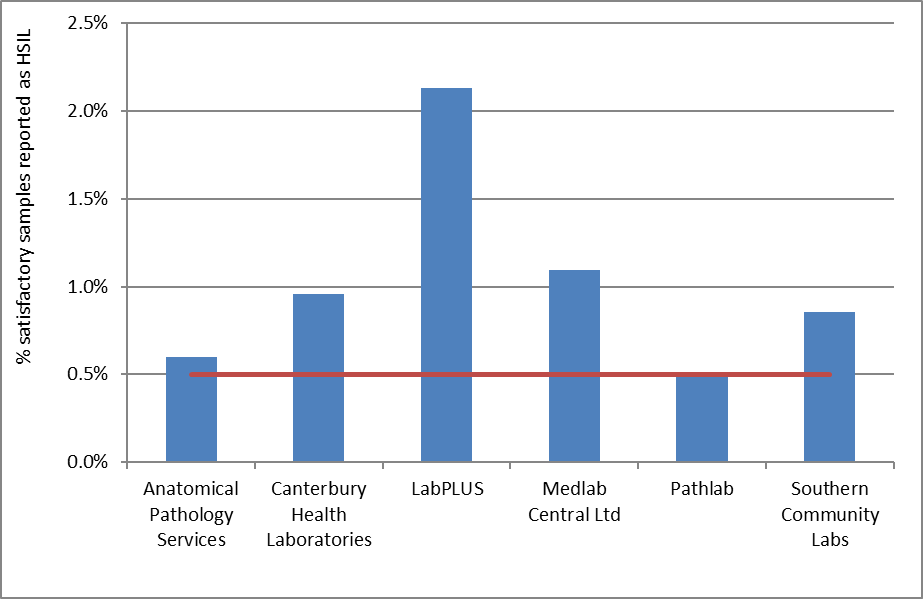 % satisfactory samples reported as HSIL
2.5%
2.0%
1.5%
1.0%
0.5%
0.0%
Anatomical
Pathology
Services
Canterbury
Health
Laboratories
LabPLUS
Medlab
Central Ltd
Pathlab
Southern
Community
Labs